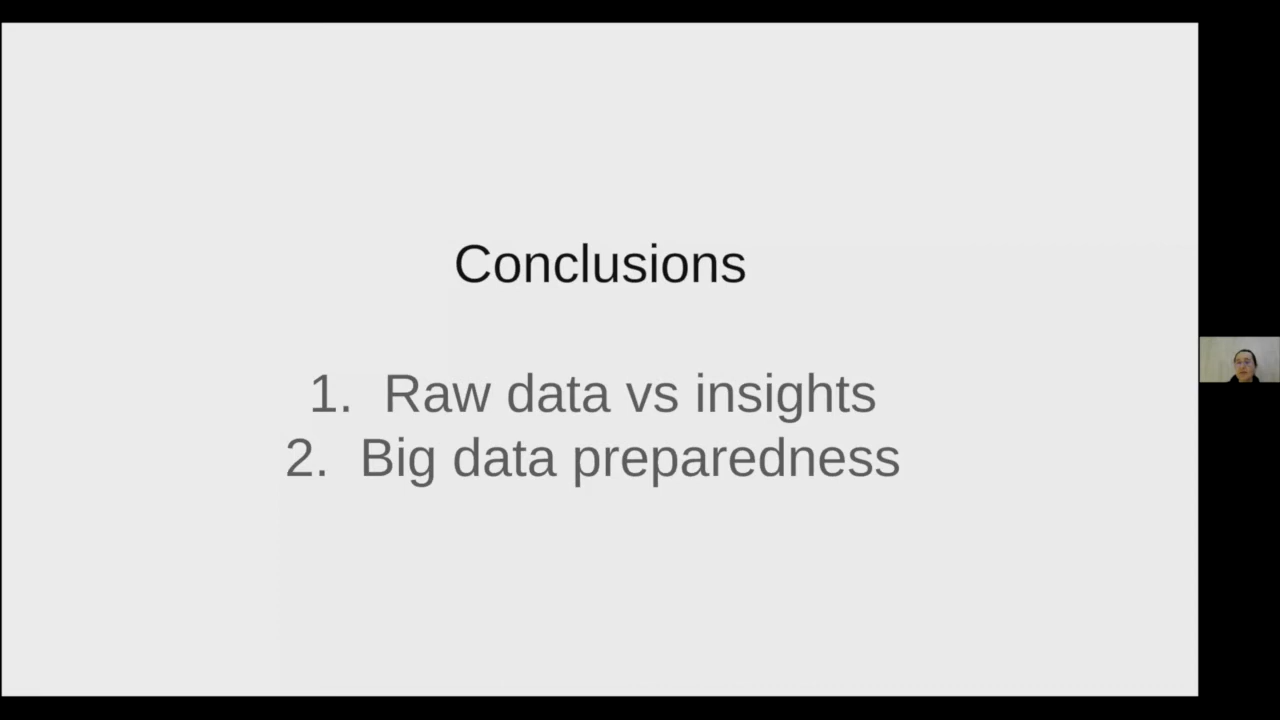 Conclusions
1. Raw data vs insights
2. Big data preparedness